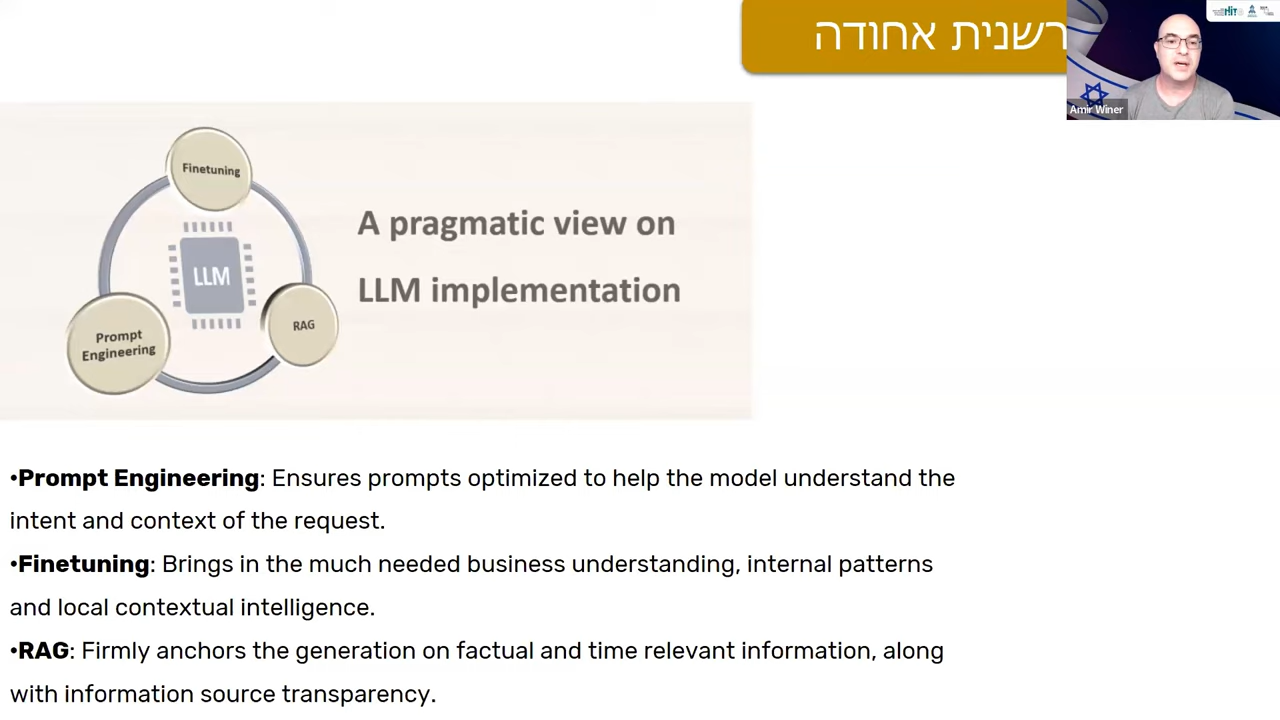 רשנית אחודה
Amir Winer
Finetuning
LLM
Prompt
Engineering
RAG
A pragmatic view on
LLM implementation
•Prompt Engineering: Ensures prompts optimized to help the model understand the
intent and context of the request.
•Finetuning: Brings in the much needed business understanding, internal patterns
and local contextual intelligence.
•RAG: Firmly anchors the generation on factual and time relevant information, along
with information source transparency.